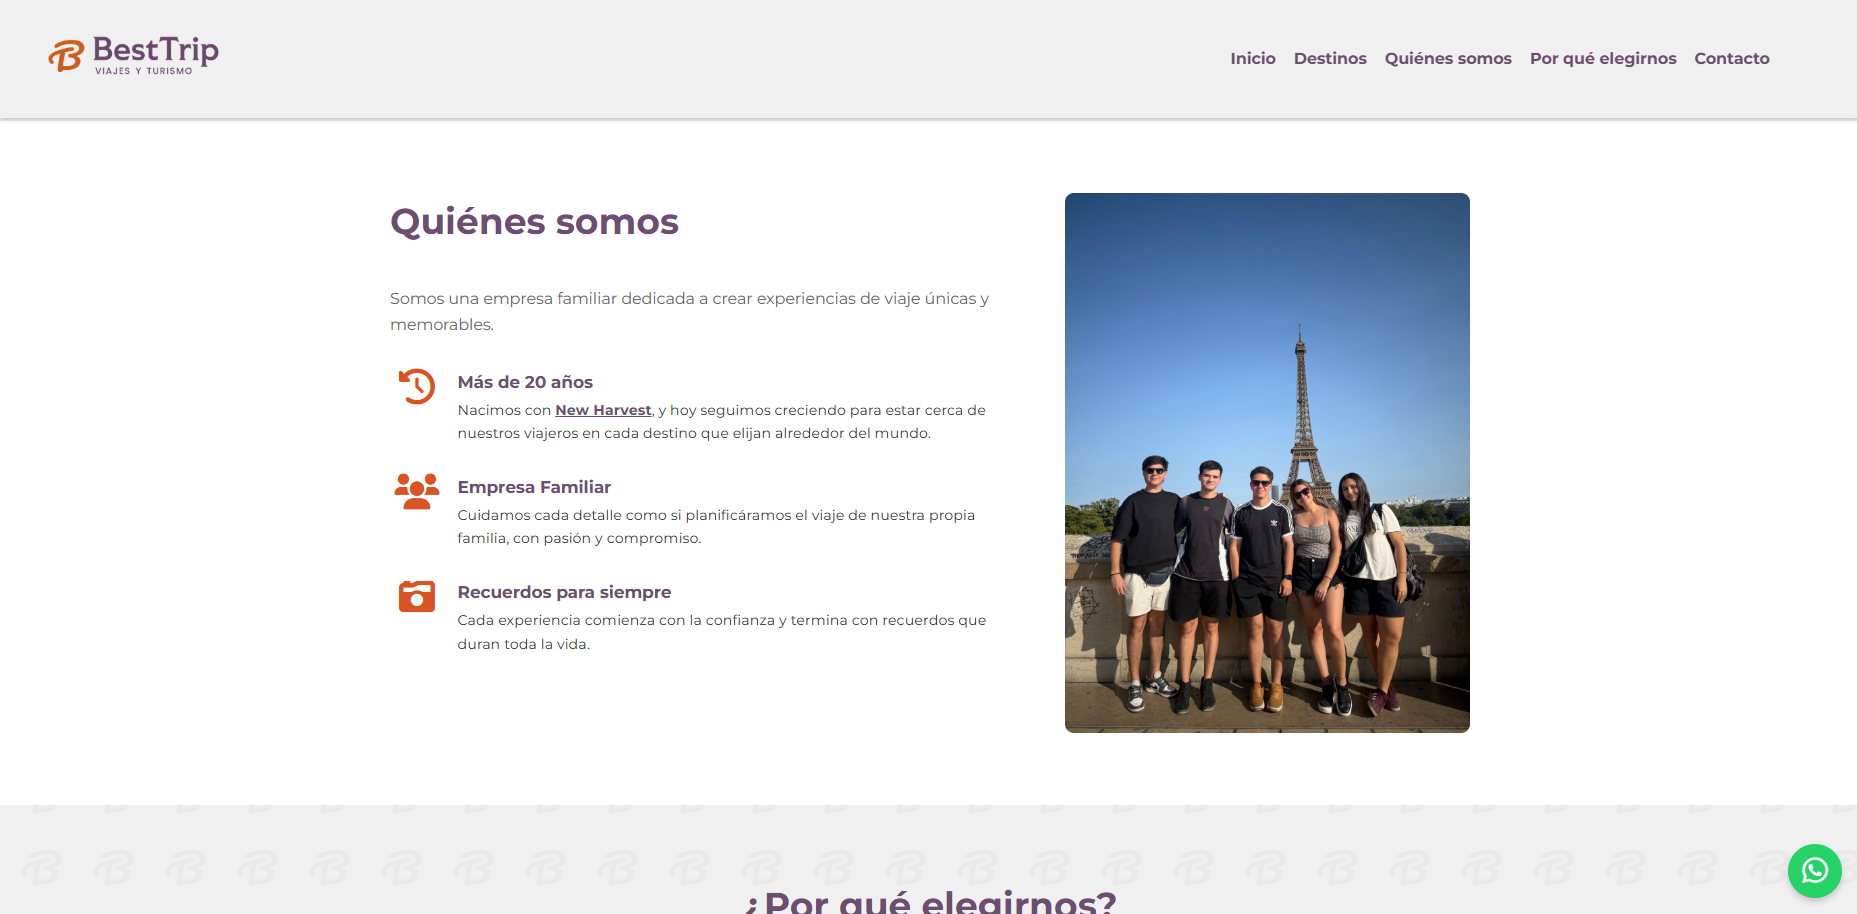 BestTrip
VIAJES Y TURISMO
Inicio Destinos Quiénes somos Por qué elegirnos Contacto
Quiénes somos
Somos una empresa familiar dedicada a crear experiencias de viaje únicas y
memorables.
Más de 20 años
Nacimos con New Harvest, y hoy seguimos creciendo para estar cerca de
nuestros viajeros en cada destino que elijan alrededor del mundo.
Empresa Familiar
Cuidamos cada detalle como si planificáramos el viaje de nuestra propia
familia, con pasión y compromiso.
Recuerdos para siempre
Cada experiencia comienza con la confianza y termina con recuerdos que
duran toda la vida.
¿Por qué elegirnos?